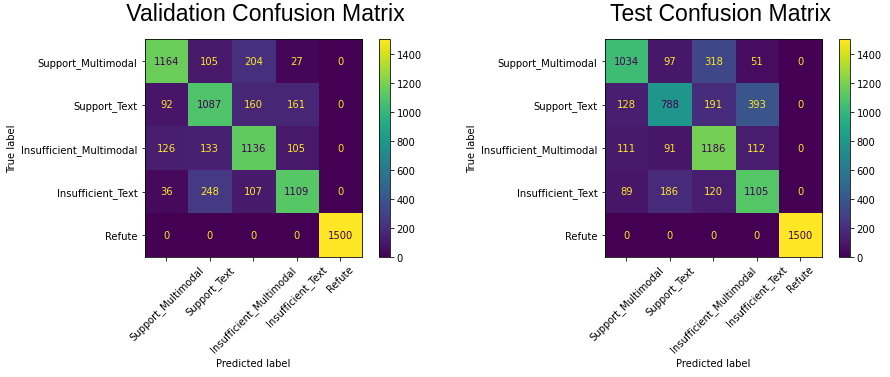 Validation Confusion Matrix
True label
Support_Multimodal 1164 105 204 27 0
Support_Text 92 1087 160 161 0
Insufficient_Multimodal 126 133 1136 105 0
Insufficient_Text 36 248 107 1109 0
Refute 0 0 0 0 1500
Support_Multimodal
Support_Text
Insufficient_Multimodal
Insufficient_Text
Refute
Predicted label
1400
1200
1000
800
600
400
200
0
Test Confusion Matrix
True label
Support_Multimodal 1034 97 318 51 0
Support_Text 128 788 191 393 0
Insufficient_Multimodal 111 91 1186 112 0
Insufficient_Text 89 186 120 1105 0
Refute 0 0 0 0 1500
Support_Multimodal
Support_Text
Insufficient_Multimodal
Insufficient_Text
Refute
Predicted label
1400
1200
1000
800
600
400
200
0